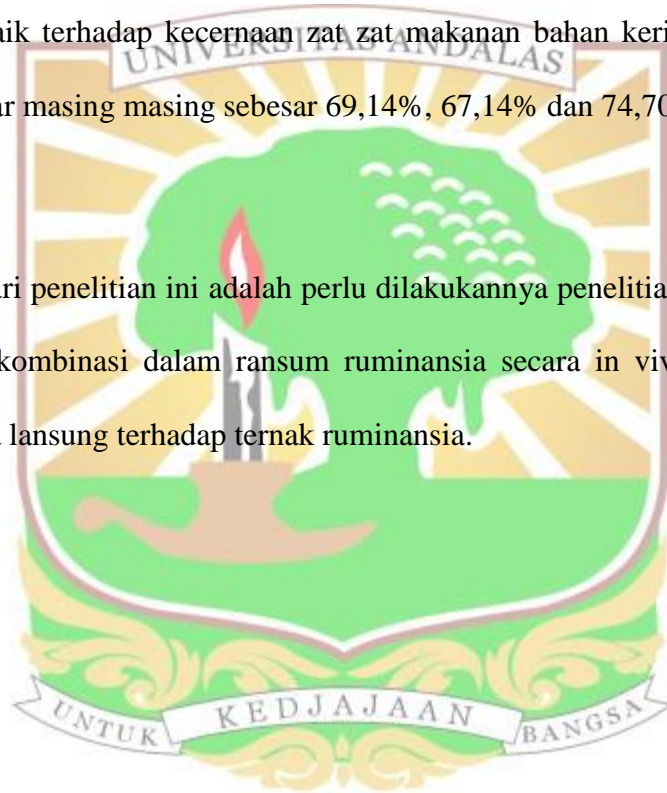 aik terhadap kecernaan zat zat makanan bahan keri
UNIVERSITAS ANDALAS
ar masing masing sebesar 69,14%, 67,14% dan 74,70
ari penelitian ini adalah perlu dilakukannya penelitia
kombinasi dalam ransum ruminansia secara in viv
lansung terhadap ternak ruminansia.
UNTUK KEDJAJAAN BANGSA